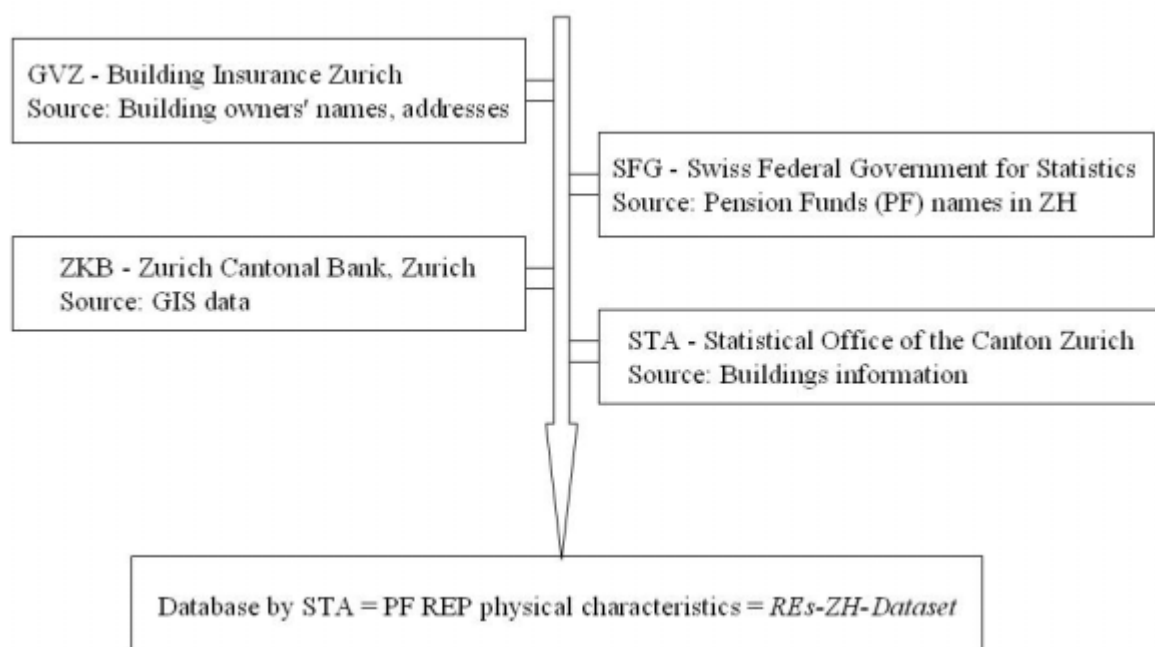 GVZ - Building Insurance Zurich
Source: Building owners' names, addresses
SFG - Swiss Federal Government for Statistics
Source: Pension Funds (PF) names in ZH
ZKB - Zurich Cantonal Bank, Zurich
Source: GIS data
STA - Statistical Office of the Canton Zurich
Source: Buildings information
Database by STA = PF REP physical characteristics = REs-ZH-Dataset